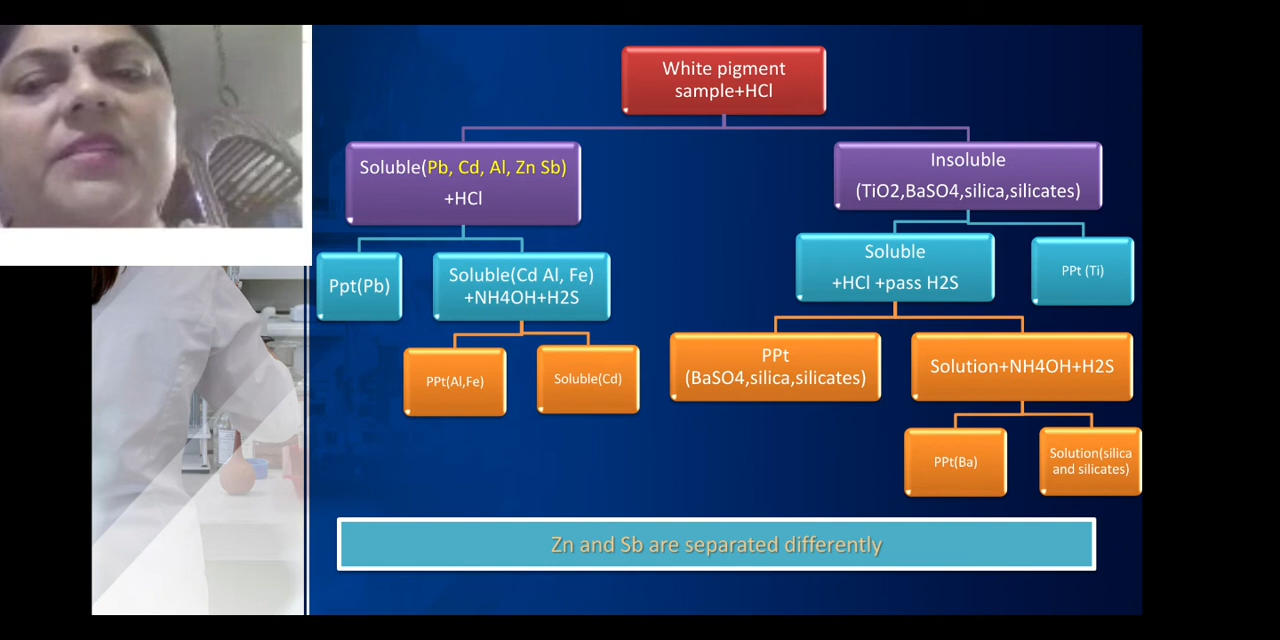 White pigment
sample+HCl
Soluble(Pb, Cd, Al, Zn Sb)
+HCl
Insoluble
(TiO2,BaSO4,silica,silicates)
Ppt(Pb)
Soluble(Cd Al, Fe)
+NH4OH+H2S
Soluble
+HCl +pass H2S
PPt (Ti)
PPt(Al,Fe)
Soluble(Cd)
PPt
(BaSO4,silica,silicates)
Solution+NH4OH+H2S
PPt(Ba)
Solution(silica
and silicates)
Zn and Sb are separated differently